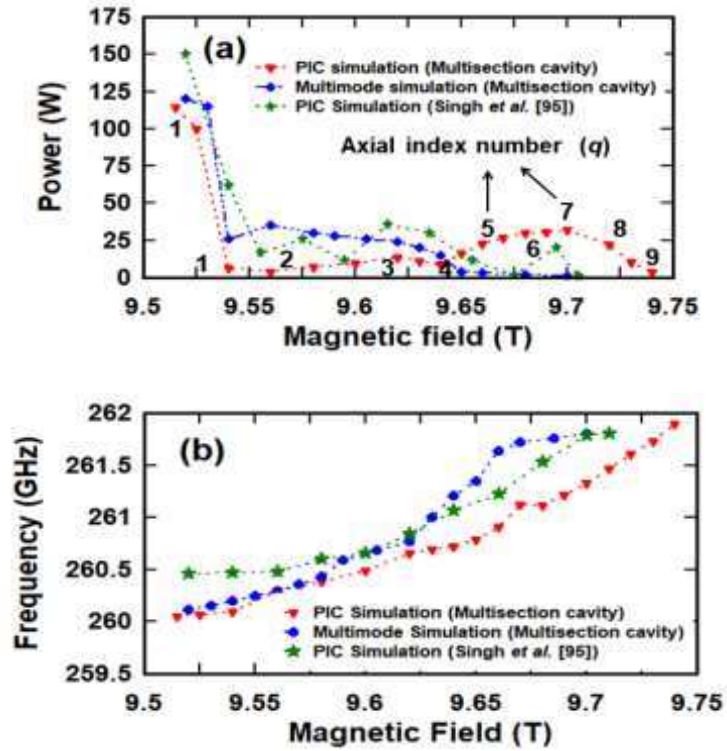 (a)
175
150
125
100
75
50
25
0
Power (W)
PIC simulation (Multisection cavity)
Multimode simulation (Multisection cavity)
PIC Simulation (Singh et al. [95])
Axial index number (q)
1
1
2
3
4
5
6
7
8
9
9.5
9.55
9.6
9.65
9.7
9.75
Magnetic field (T)
(b)
262
261.5
261
260.5
260
259.5
Frequency (GHz)
PIC Simulation (Multisection cavity)
Multimode Simulation (Multisection cavity)
PIC Simulation (Singh et al. [95])
9.5
9.55
9.6
9.65
9.7
9.75
Magnetic Field (T)